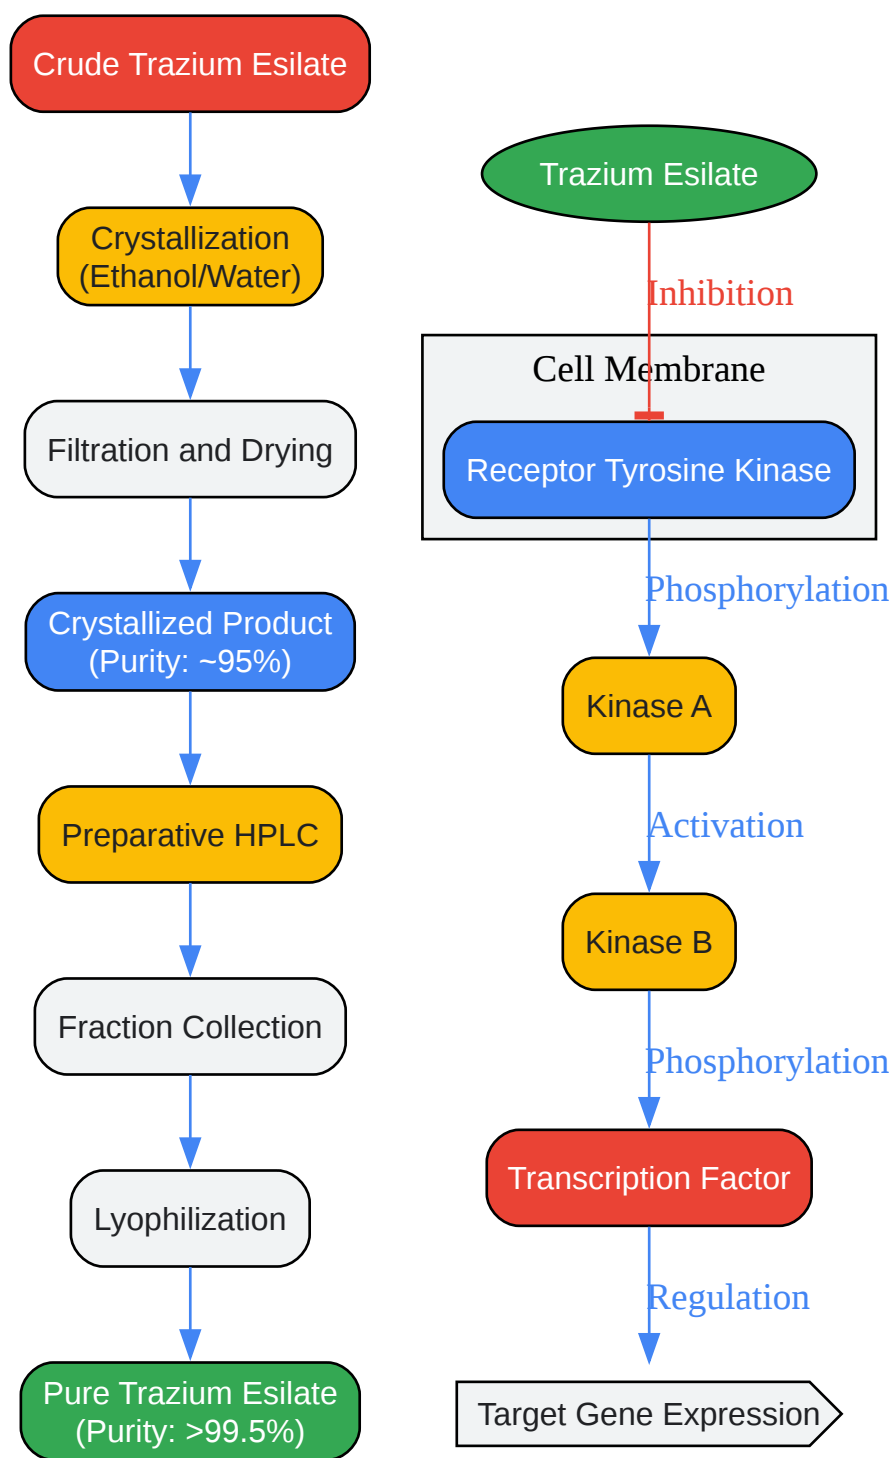 Crude Trazium Esilate
Crystallization
(Ethanol/Water)
Filtration and Drying
Crystallized Product
(Purity: ~95%)
Preparative HPLC
Fraction Collection
Lyophilization
Pure Trazium Esilate
(Purity: >99.5%)
Trazium Esilate
Inhibition
Cell Membrane
Receptor Tyrosine Kinase
Phosphorylation
Kinase A
Activation
Kinase B
Phosphorylation
Transcription Factor
Regulation
Target Gene Expression